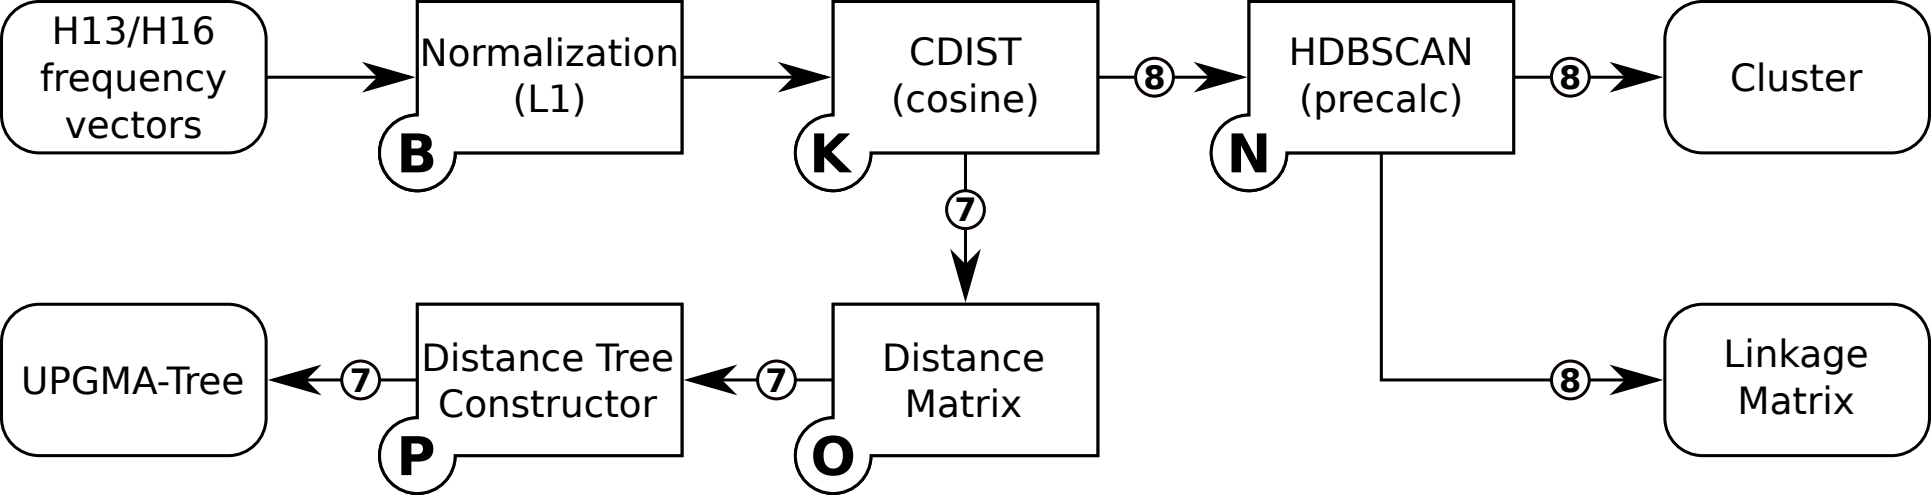 H13/H16
frequency
vectors
Normalization
(L1)
B
CDIST
(cosine)
K
8
HDBSCAN
(precalc)
N
8
Cluster
7
UPGMA-Tree
7
Distance Tree
Constructor
P
7
Distance
Matrix
O
8
Linkage
Matrix